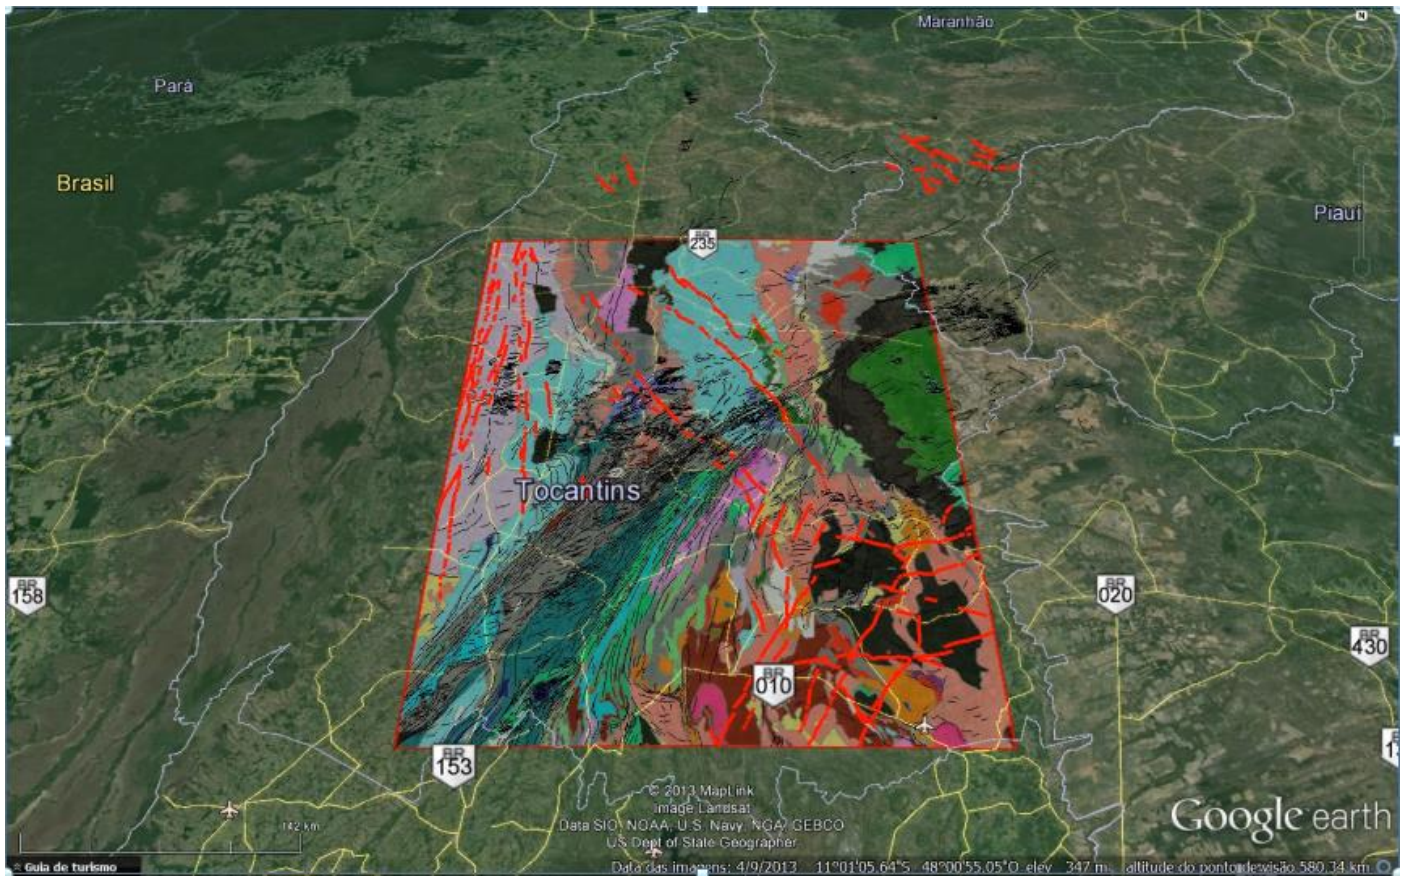 Maranhão
N
Pará
Brasil
Piauí
BR
235
Tocantins
BR
158
BR
020
BR
430
BR
010
BR
153
© 2013 MapLink
Image Landsat
Data SIO, NOAA, U.S. Navy, NGA, GEBCO
US Dept of State Geographer
Google earth
142 km
Guia de turismo
Data das imagens: 4/9/2013 11°01'05.64"S 48°00'55.05"O elev 347 m altitude do ponto de visão 580.34 km